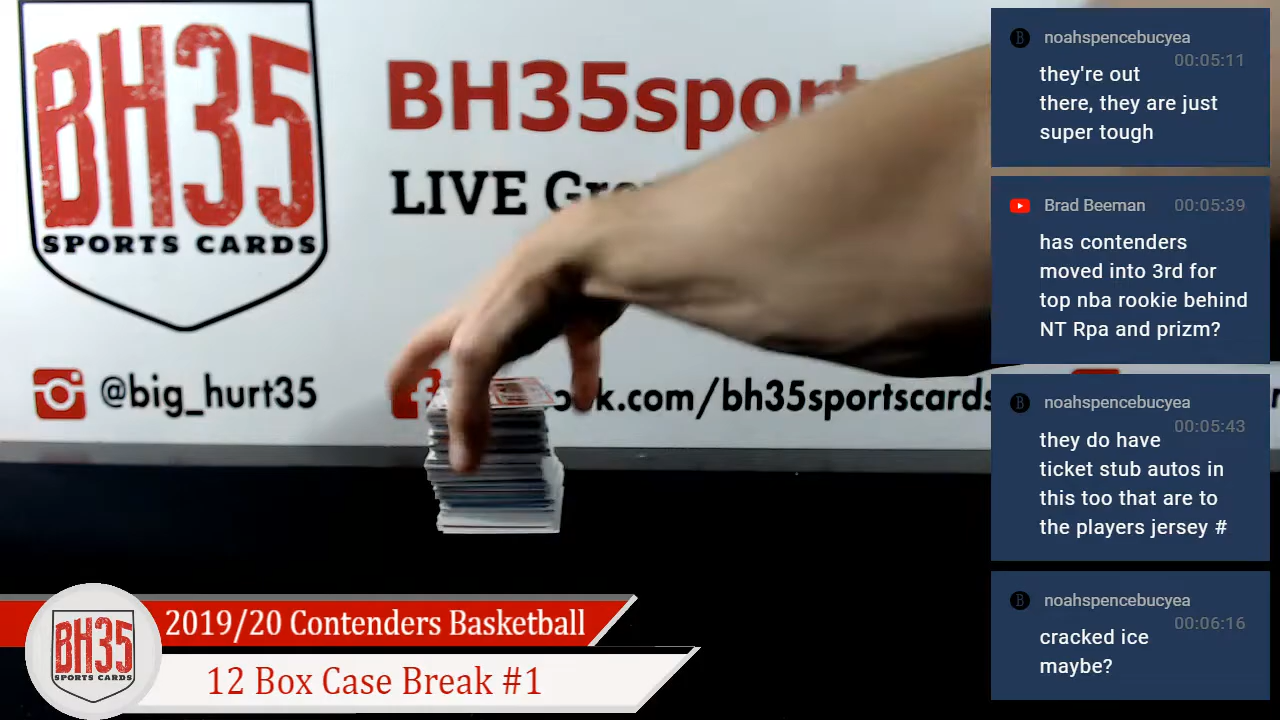 BH35
SPORTS CARDS
BH35spor
LIVE
@big_hurt35
k.com/bh35sportscards
2019/20 Contenders Basketball
12 Box Case Break #1
BH35
SPORTS CARDS
noahspencebucyea
00:05:11
they're out
there, they are just
super tough
Brad Beeman 00:05:39
has contenders
moved into 3rd for
top nba rookie behind
NT Rpa and prizm?
noahspencebucyea
00:05:43
they do have
ticket stub autos in
this too that are to
the players jersey #
noahspencebucyea
00:06:16
cracked ice
maybe?